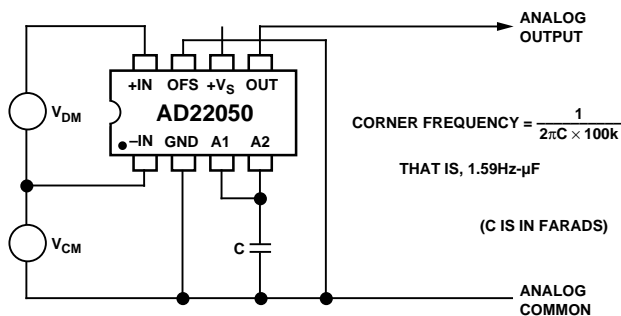 ANALOG
OUTPUT
+IN OFS +VS OUT
AD22050
–IN GND A1 A2
VDM
VCM
C
CORNER FREQUENCY = 1
2πC × 100k
THAT IS, 1.59Hz-μF
(C IS IN FARADS)
ANALOG
COMMON